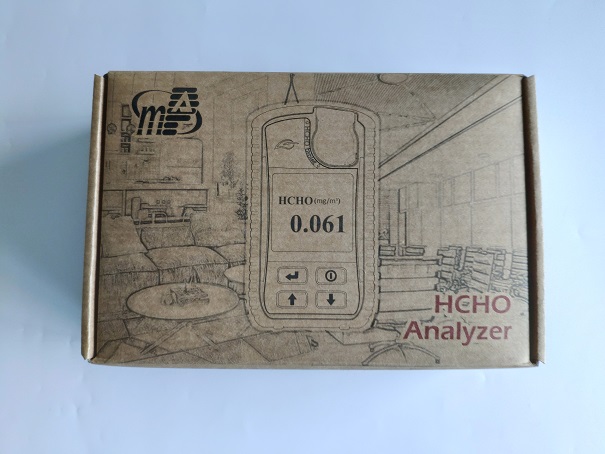 HCHO(mg/m³)
0.061
HCHO
Analyzer